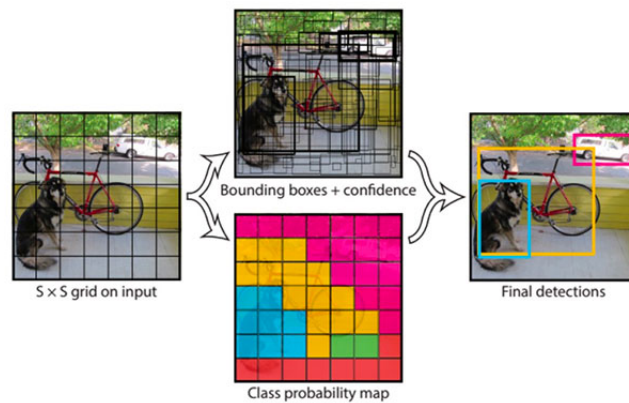 Bounding boxes + confidence
S × S grid on input
Final detections
Class probability map